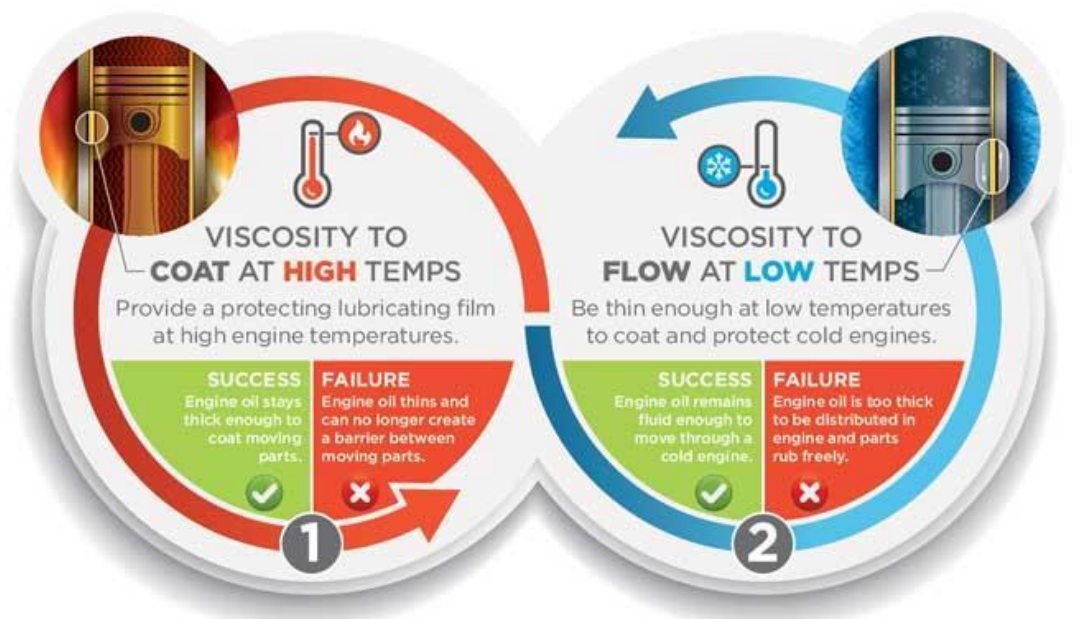 VISCOSITY TO
COAT AT HIGH TEMPS
Provide a protecting lubricating film
at high engine temperatures.
SUCCESS
Engine oil stays
thick enough to
coat moving
parts.
FAILURE
Engine oil thins and
can no longer create
a barrier between
moving parts.
1
VISCOSITY TO
FLOW AT LOW TEMPS
Be thin enough at low temperatures
to coat and protect cold engines.
SUCCESS
Engine oil remains
fluid enough to
move through a
cold engine.
FAILURE
Engine oil is too thick
to be distributed in
engine and parts
rub freely.
2